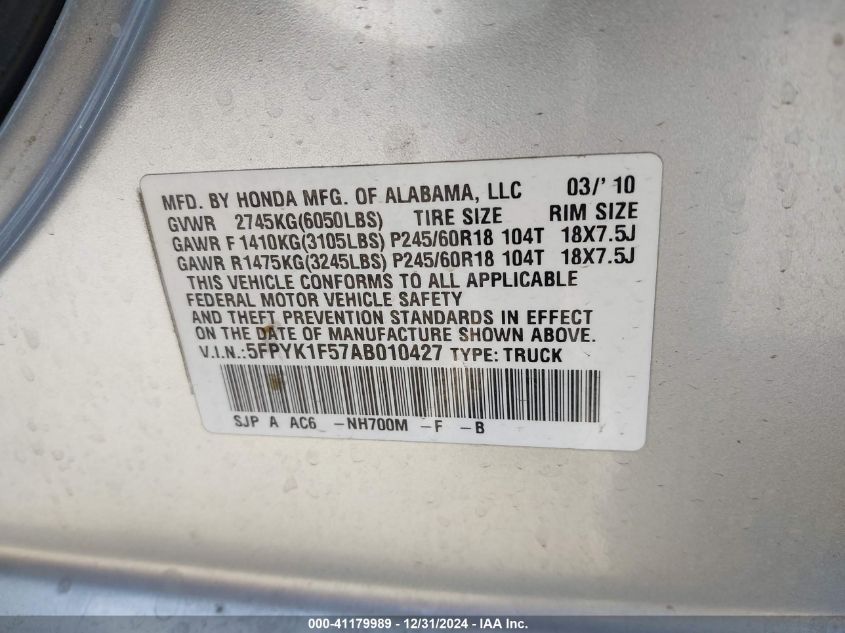 MFD. BY HONDA MFG. OF ALABAMA, LLC 03/' 10
GVWR 2745KG(6050LBS) TIRE SIZE RIM SIZE
GAWR F 1410KG(3105LBS) P245/60R18 104T 18X7.5J
GAWR R1475KG(3245LBS) P245/60R18 104T 18X7.5J
THIS VEHICLE CONFORMS TO ALL APPLICABLE
FEDERAL MOTOR VEHICLE SAFETY
AND THEFT PREVENTION STANDARDS IN EFFECT
ON THE DATE OF MANUFACTURE SHOWN ABOVE.
V.I.N.:5FPYK1F57AB010427 TYPE: TRUCK
SJP A AC6 -NH700M -F -B
000-41179989 - 12/31/2024 - IAA Inc.